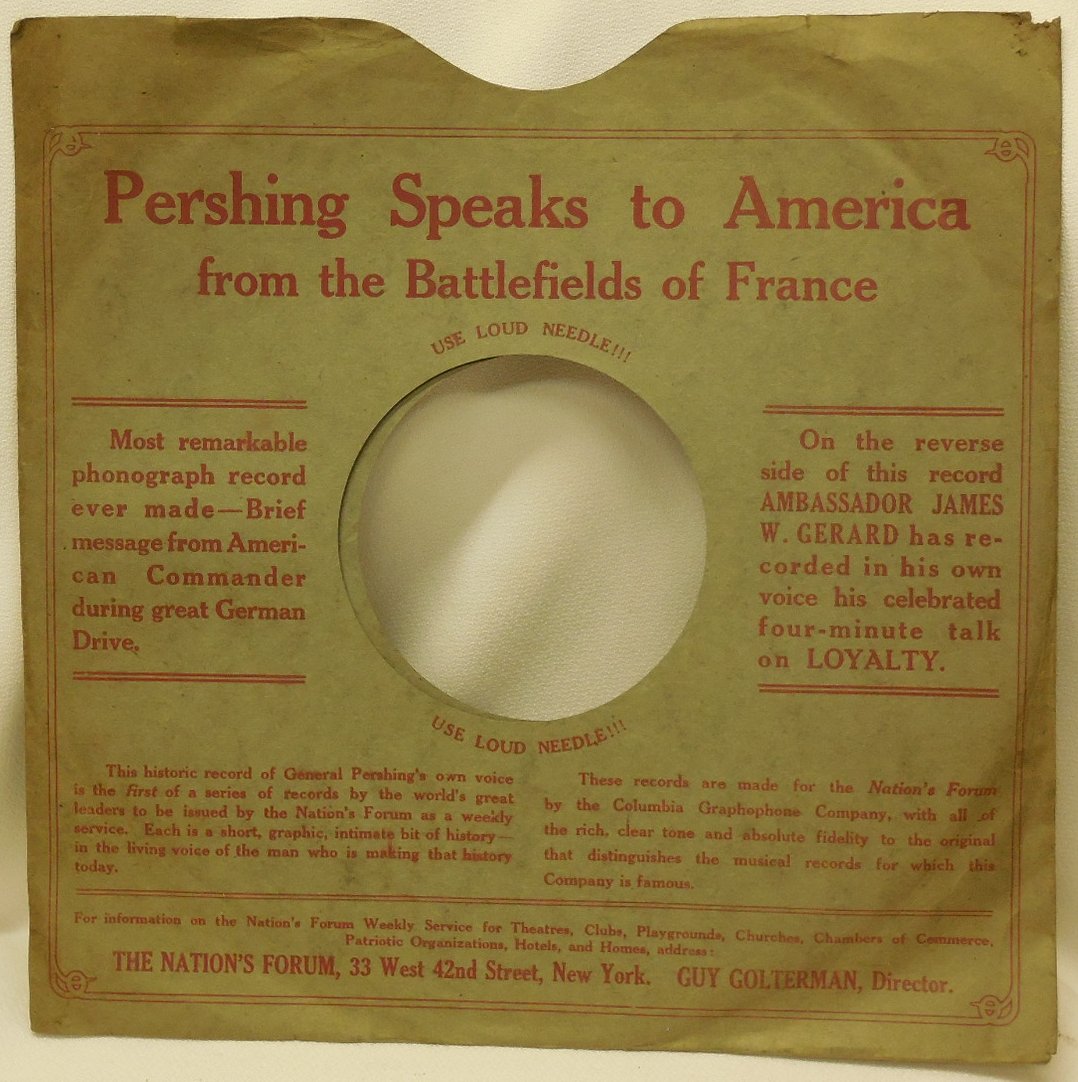 Pershing Speaks to America
from the Battlefields of France
USE LOUD NEEDLE!!!
Most remarkable
phonograph record
ever made—Brief
message from Ameri-
can Commander
during great German
Drive.
On the reverse
side of this record
AMBASSADOR JAMES
W. GERARD has re-
corded in his own
voice his celebrated
four-minute talk
on LOYALTY.
USE LOUD NEEDLE!!!
This historic record of General Pershing's own voice
is the first of a series of records by the world's great
leaders to be issued by the Nation's Forum as a weekly
service. Each is a short, graphic, intimate bit of history—
in the living voice of the man who is making that history
today.
These records are made for the Nation's Forum
by the Columbia Graphophone Company, with all of
the rich, clear tone and absolute fidelity to the original
that distinguishes the musical records for which this
Company is famous.
For information on the Nation's Forum Weekly Service for Theatres, Clubs, Playgrounds, Churches, Chambers of Commerce,
Patriotic Organizations, Hotels, and Homes, address:
THE NATION'S FORUM, 33 West 42nd Street, New York. GUY GOLTERMAN, Director.